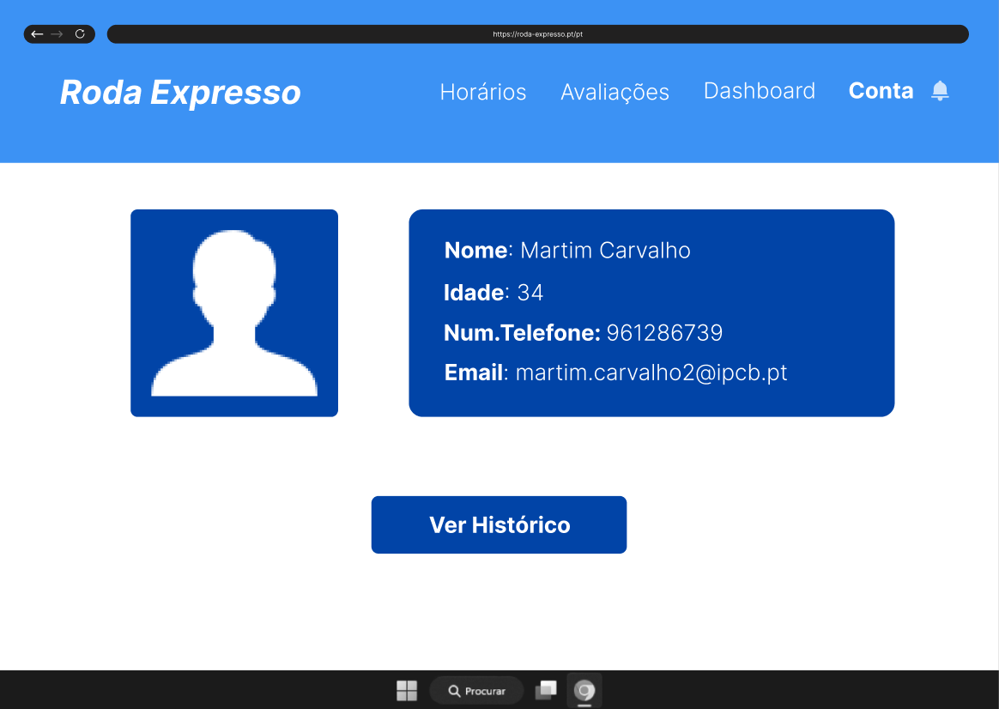 https://roda-expresso.pt/pt
Roda Expresso
Horários
Avaliações
Dashboard
Conta
Nome: Martim Carvalho
Idade: 34
Num.Telefone: 961286739
Email: martim.carvalho2@ipcb.pt
Ver Histórico
Procurar